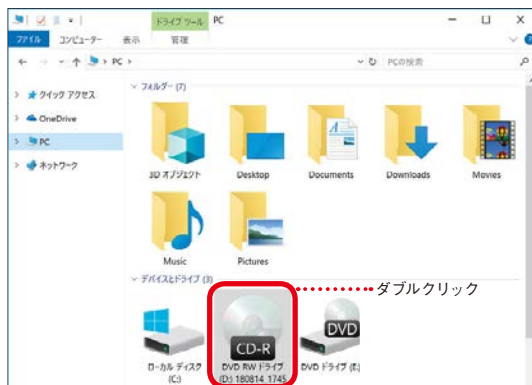 ドライブ ツール PC
ファイル コンピューター 表示 管理
PC
PCの検索
クイック アクセス
OneDrive
PC
ネットワーク
フォルダー (7)
3D オブジェクト Desktop Documents Downloads Movies
Music Pictures
デバイスとドライブ (3)
ダブルクリック
CD-R DVD
ローカル ディスク (C:) DVD RW ドライブ (D:) 180814_1745 DVD ドライブ (E:)